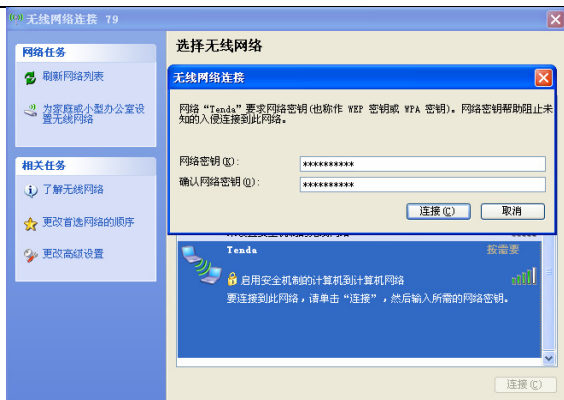 无线网络连接 79
网络任务
刷新网络列表
为家庭或小型办公室设
置无线网络
相关任务
了解无线网络
更改首选网络的顺序
更改高级设置
选择无线网络
无线网络连接
网络“Tenda”要求网络密钥(也称作 WEP 密钥或 WPA 密钥)。网络密钥帮助阻止未
知的入侵连接到此网络。
网络密钥(K):
**********
确认网络密钥(O):
**********
连接(C)
取消
Tenda
按需要
启用安全机制的计算机到计算机网络
要连接到此网络，请单击“连接”，然后输入所需的网络密钥。
连接(C)